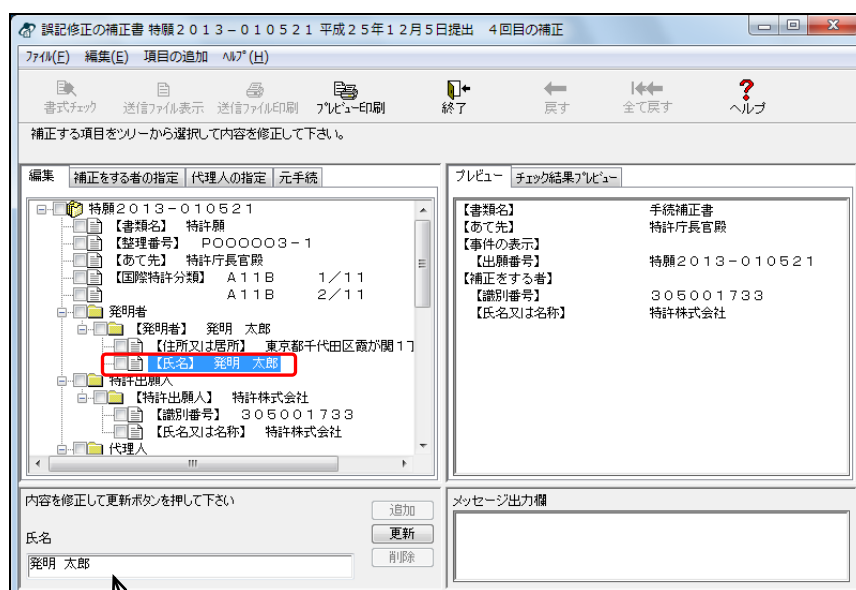 誤記修正の補正書 特願２０１３－０１０５２１ 平成２５年１２月５日提出 ４回目の補正
ﾌｧｲﾙ(F) 編集(E) 項目の追加 ﾍﾙﾌﾟ(H)
書式ﾁｪｯｸ 送信ﾌｧｲﾙ表示 送信ﾌｧｲﾙ印刷 ﾌﾟﾚﾋﾞｭｰ印刷 終了 戻す 全て戻す ヘルプ
補正する項目をﾂﾘｰから選択して内容を修正して下さい。
編集 補正をする者の指定 代理人の指定 元手続
特願２０１３－０１０５２１
【書類名】 特許願
【整理番号】 Ｐ０００００３－１
【あて先】 特許庁長官殿
【国際特許分類】 Ａ１１Ｂ １／１１
Ａ１１Ｂ ２／１１
発明者
【発明者】 発明 太郎
【住所又は居所】 東京都千代田区霞が関１丁
【氏名】 発明 太郎
特許出願人
【特許出願人】 特許株式会社
【識別番号】 ３０５００１７３３
【氏名又は名称】 特許株式会社
代理人
ﾌﾟﾚﾋﾞｭｰ ﾁｪｯｸ結果ﾌﾟﾚﾋﾞｭｰ
【書類名】 手続補正書
【あて先】 特許庁長官殿
【事件の表示】
【出願番号】 特願２０１３－０１０５２１
【補正をする者】
【識別番号】 ３０５００１７３３
【氏名又は名称】 特許株式会社
内容を修正して更新ﾎﾞﾀﾝを押して下さい
追加
更新
削除
氏名
発明 太郎
ﾒｯｾｰｼﾞ出力欄